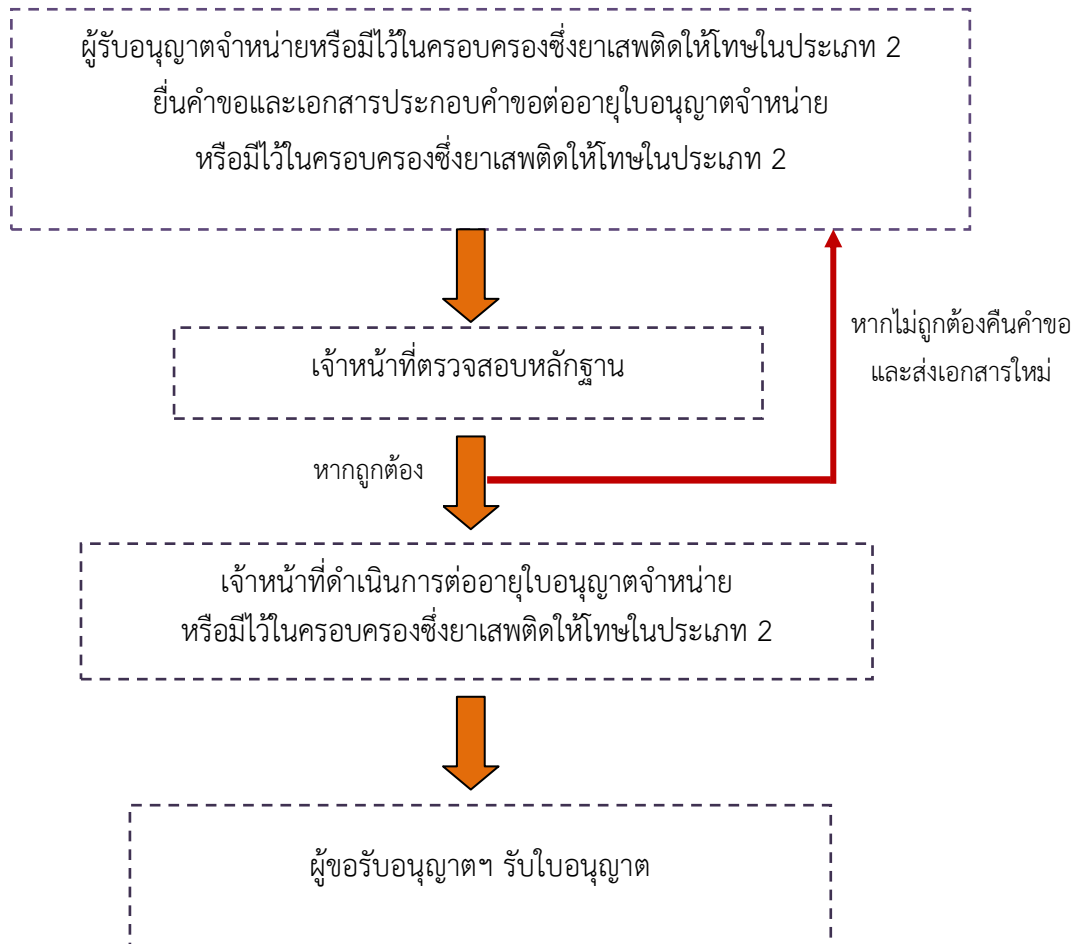 ผู้รับอนุญาตจำหน่ายหรือมีไว้ในครอบครองซึ่งยาเสพติดให้โทษในประเภท 2
ยื่นคำขอและเอกสารประกอบคำขอต่ออายุใบอนุญาตจำหน่าย
หรือมีไว้ในครอบครองซึ่งยาเสพติดให้โทษในประเภท 2
หากไม่ถูกต้องคืนคำขอ
และส่งเอกสารใหม่
เจ้าหน้าที่ตรวจสอบหลักฐาน
หากถูกต้อง
เจ้าหน้าที่ดำเนินการต่ออายุใบอนุญาตจำหน่าย
หรือมีไว้ในครอบครองซึ่งยาเสพติดให้โทษในประเภท 2
ผู้ขอรับอนุญาตฯ รับใบอนุญาต